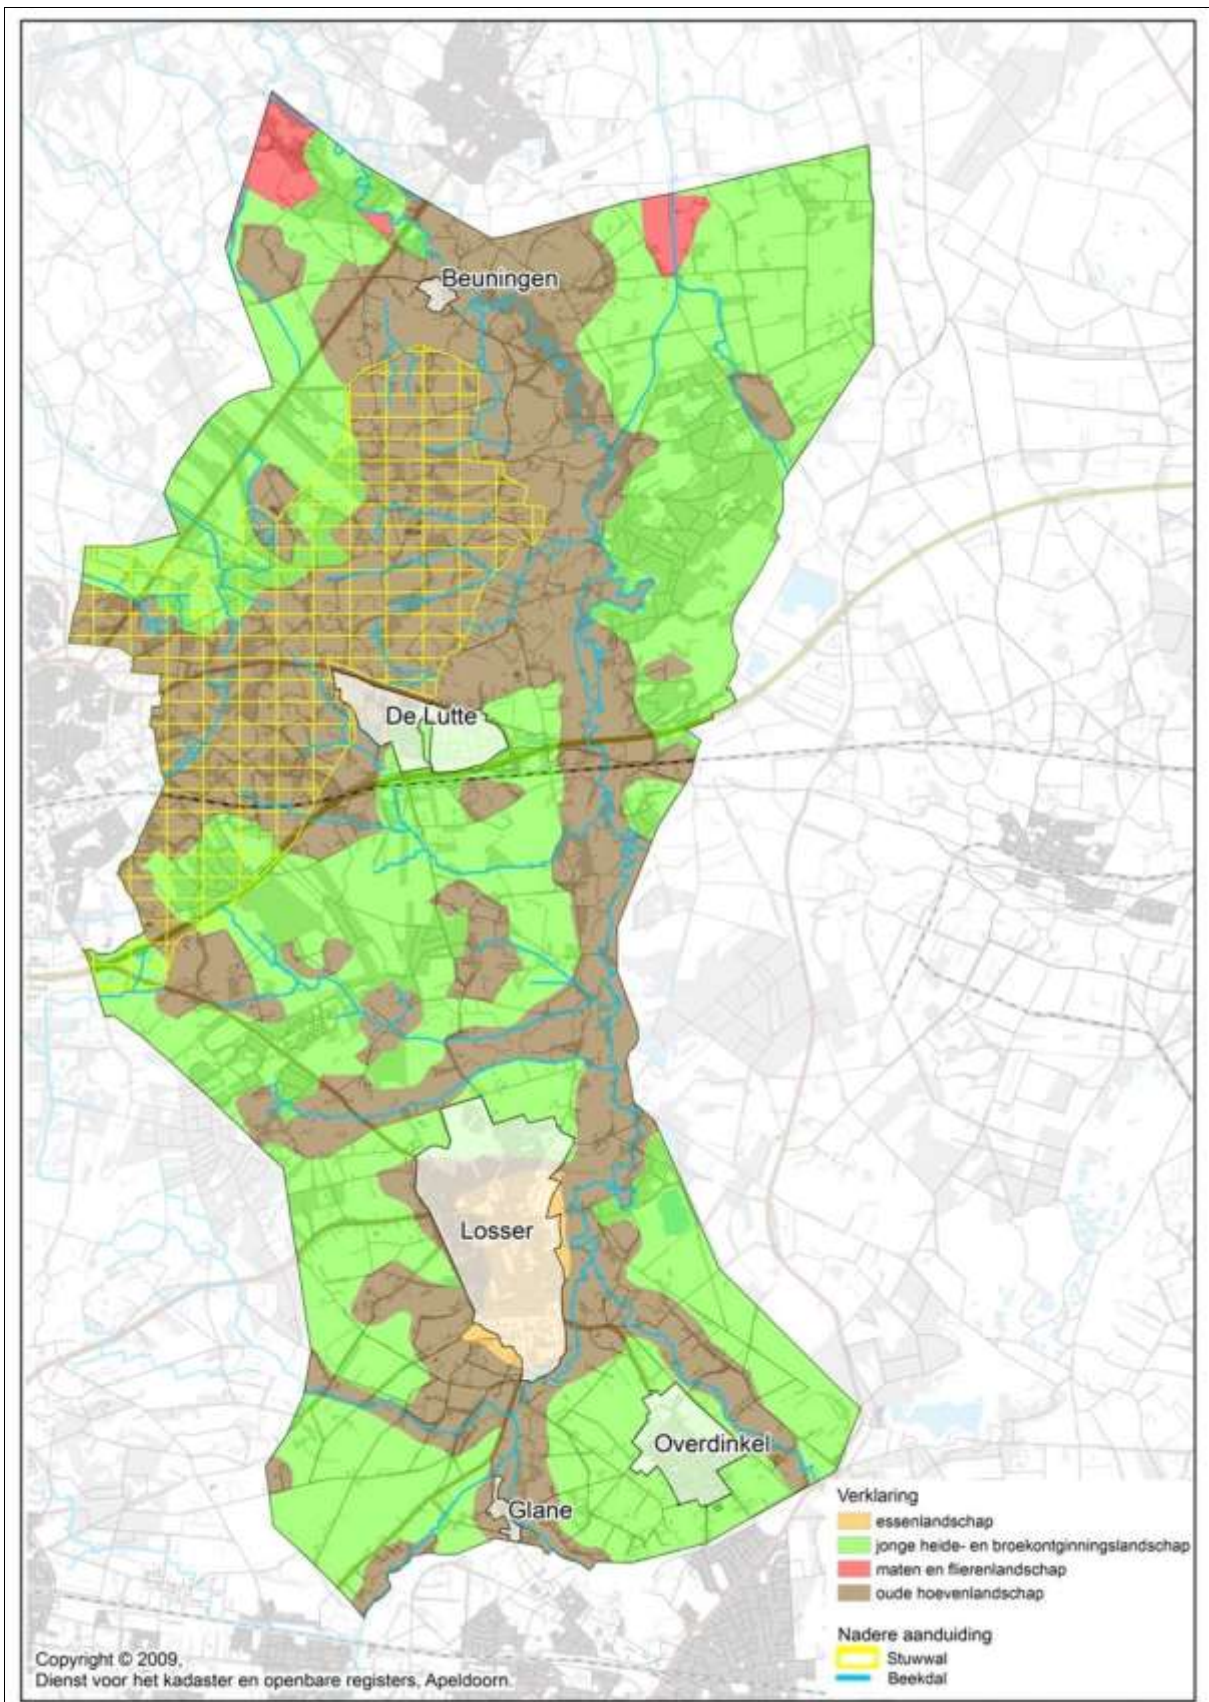 Beuningen
De Lutte
Losser
Overdinkel
Glane
Verklaring
essenlandschap
jonge heide- en broekontginningslandschap
maten en flierenlandschap
oude hoevenlandschap
Nadere aanduiding
Stuwwal
Beekdal
Copyright © 2009,
Dienst voor het kadaster en openbare registers, Apeldoorn.